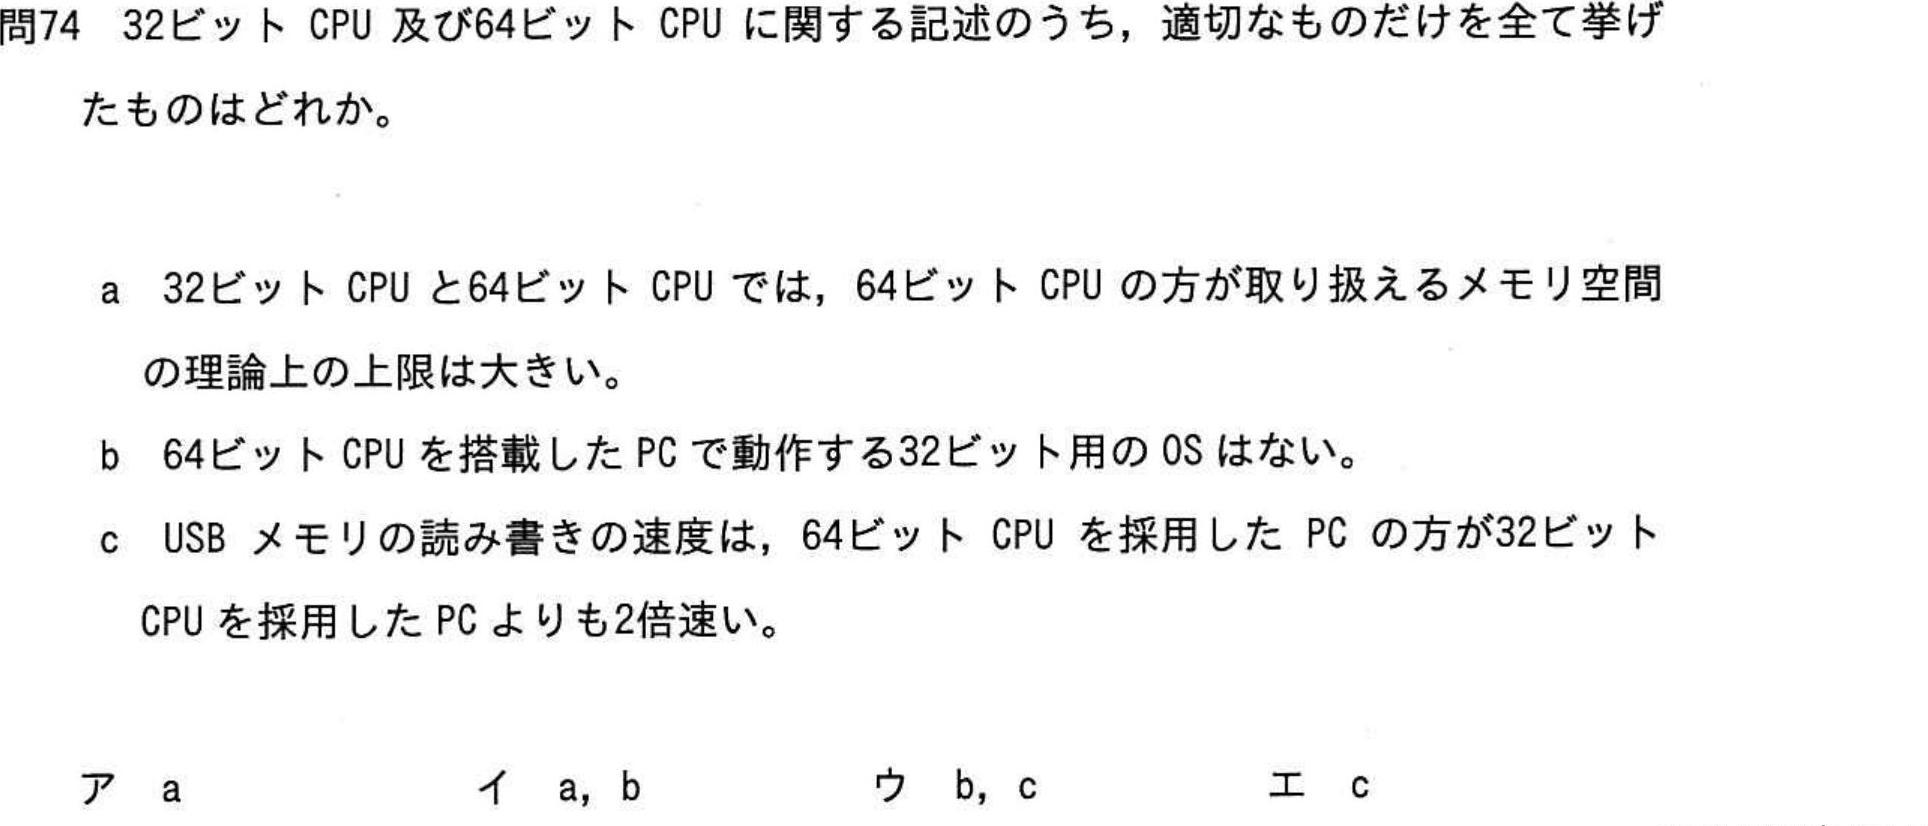 問74 32ビット CPU 及び64ビット CPU に関する記述のうち，適切なものだけを全て挙げ
たものはどれか。
a 32ビット CPU と64ビット CPU では，64ビット CPU の方が取り扱えるメモリ空間
の理論上の上限は大きい。
b 64ビット CPU を搭載した PC で動作する32ビット用の OS はない。
c USB メモリの読み書きの速度は，64ビット CPU を採用した PC の方が32ビット
CPU を採用した PC よりも2倍速い。
ア a イ a, b ウ b, c エ c